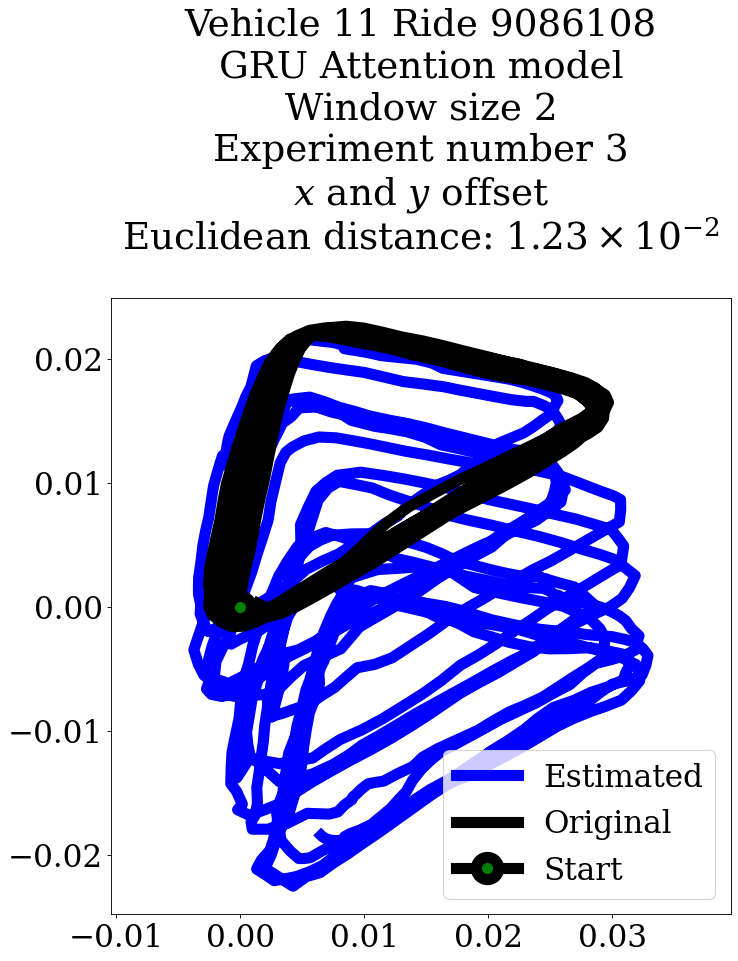 Vehicle 11 Ride 9086108
GRU Attention model
Window size 2
Experiment number 3
x and y offset
Euclidean distance: 1.23 × 10⁻²
0.02
0.01
0.00
−0.01
−0.02
Estimated
Original
Start
−0.01 0.00 0.01 0.02 0.03